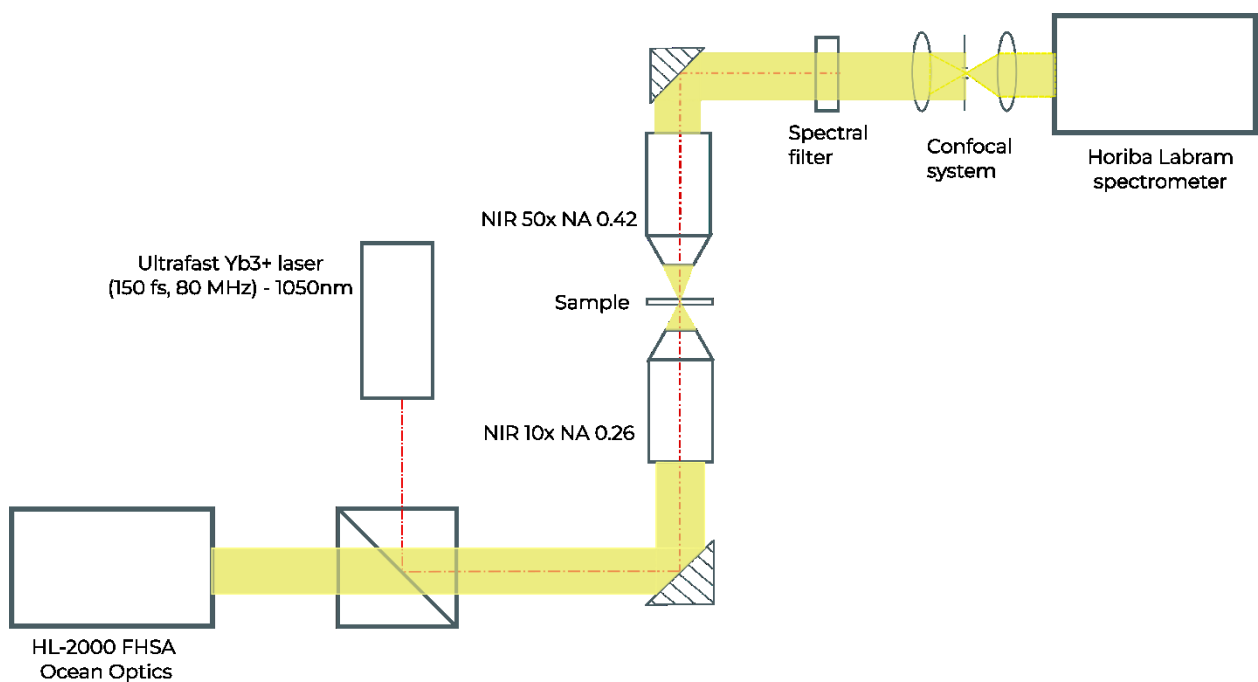 Spectral
filter
Confocal
system
Horiba Labram
spectrometer
NIR 50x NA 0.42
Ultrafast Yb3+ laser
(150 fs, 80 MHz) - 1050nm
Sample
NIR 10x NA 0.26
HL-2000 FHSA
Ocean Optics